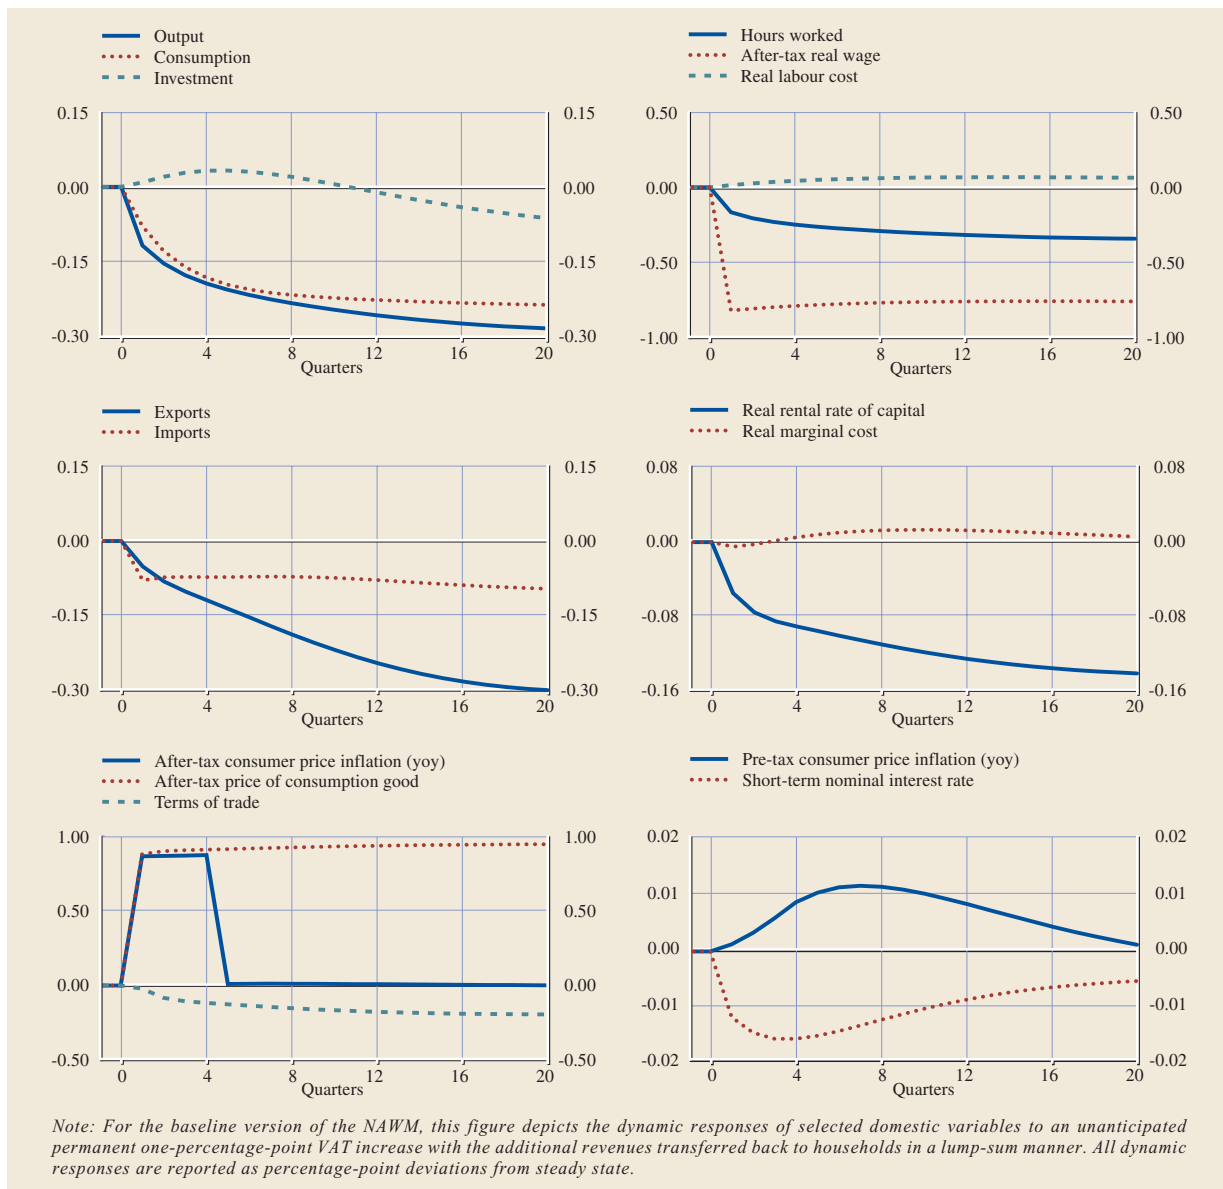 Output
Consumption
Investment
0.15 0.15
0.00 0.00
-0.15 -0.15
-0.30 -0.30
0 4 8 12 16 20
Quarters
Hours worked
After-tax real wage
Real labour cost
0.50 0.50
0.00 0.00
-0.50 -0.50
-1.00 -1.00
0 4 8 12 16 20
Quarters
Exports
Imports
0.15 0.15
0.00 0.00
-0.15 -0.15
-0.30 -0.30
0 4 8 12 16 20
Quarters
Real rental rate of capital
Real marginal cost
0.08 0.08
0.00 0.00
-0.08 -0.08
-0.16 -0.16
0 4 8 12 16 20
Quarters
After-tax consumer price inflation (yoy)
After-tax price of consumption good
Terms of trade
1.00 1.00
0.50 0.50
0.00 0.00
-0.50 -0.50
0 4 8 12 16 20
Quarters
Pre-tax consumer price inflation (yoy)
Short-term nominal interest rate
0.02 0.02
0.01 0.01
0.00 0.00
-0.01 -0.01
-0.02 -0.02
0 4 8 12 16 20
Quarters
Note: For the baseline version of the NAWM, this figure depicts the dynamic responses of selected domestic variables to an unanticipated
permanent one-percentage-point VAT increase with the additional revenues transferred back to households in a lump-sum manner. All dynamic
responses are reported as percentage-point deviations from steady state.